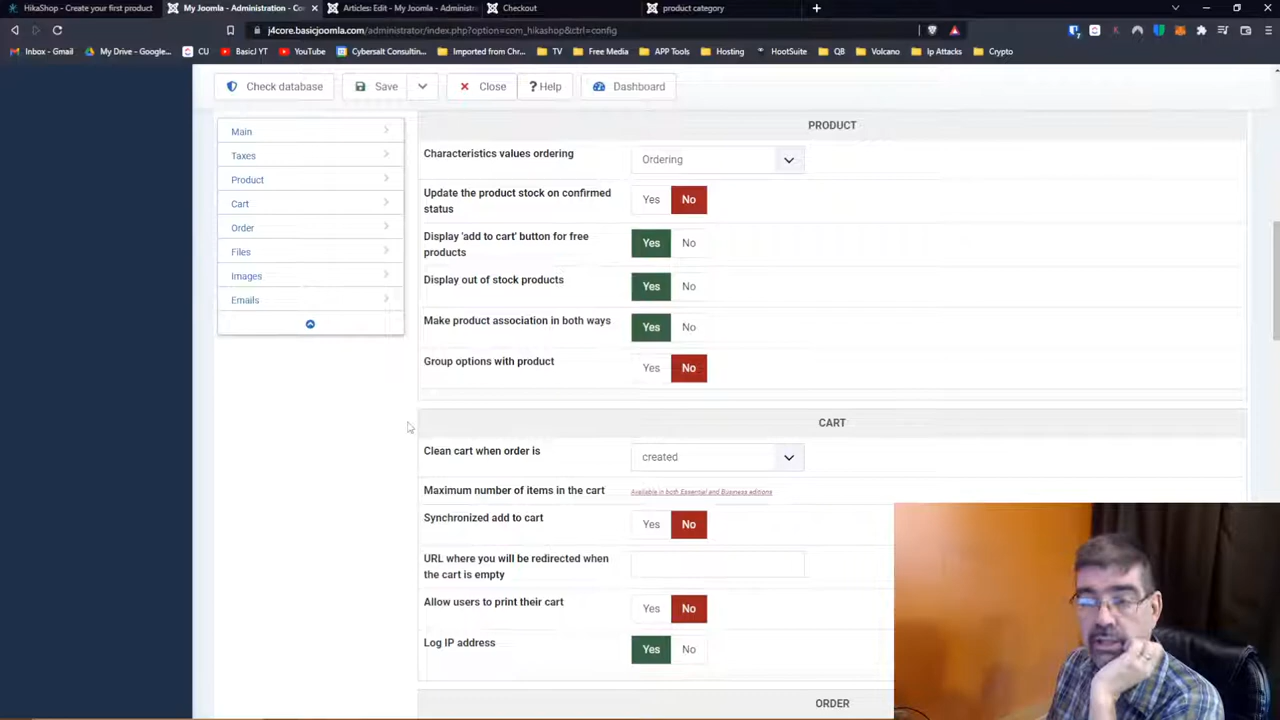 HikaShop - Create your first product
My Joomla - Administration - Co
Articles: Edit - My Joomla - Administr
Checkout
product category
j4core.basicjoomla.com/administrator/index.php?option=com_hikashop&ctrl=config
Inbox - Gmail
My Drive - Google...
CU
Basic YT
YouTube
Cybersalt Consultin...
Imported from Chr...
TV
Free Media
APP Tools
Hosting
HootSuite
QB
Volcano
Ip Attacks
Crypto
Check database
Save
Close
Help
Dashboard
Main
Taxes
Product
Cart
Order
Files
Images
Emails
PRODUCT
Characteristics values ordering
Ordering
Update the product stock on confirmed
status
Yes No
Display 'add to cart' button for free
products
Yes No
Display out of stock products
Yes No
Make product association in both ways
Yes No
Group options with product
Yes No
CART
Clean cart when order is
created
Maximum number of items in the cart
Available in both Essential and Business editions
Synchronized add to cart
Yes No
URL where you will be redirected when
the cart is empty
Allow users to print their cart
Yes No
Log IP address
Yes No
ORDER